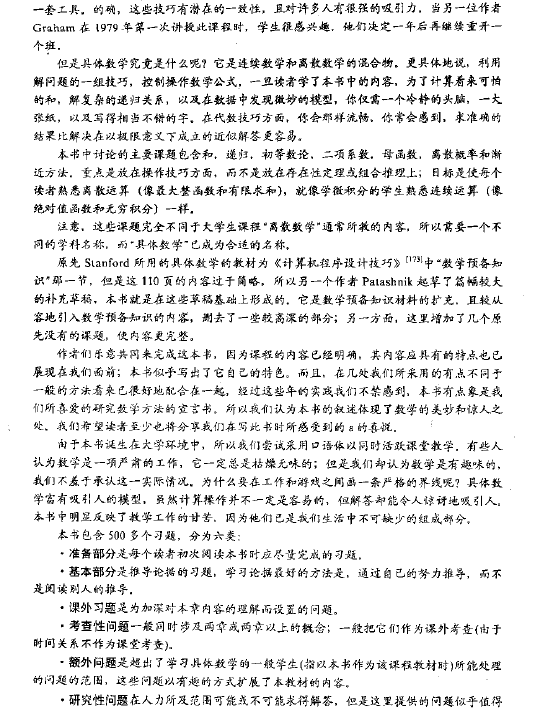 一套工具。的确，这些技巧有潜在的一致性，且对许多人有很强的吸引力，当另一位作者
Graham 在 1979 年第一次讲授此课程时，学生很感兴趣，他们决定一年后再继续重开一
个班。
但是具体数学究竟是什么呢？它是连续数学和离散数学的混合物。更具体地说，利用
解问题的一组技巧，控制操作数学公式，一旦读者学了本书中的内容，为了计算看来可怕
的和，解复杂的递归关系，以及在数据中发现微妙的模型，你仅需一个冷静的头脑，一大
张纸，以及写得相当不错的字。在代数技巧方面，你会那样流畅，你常会感到，求准确的
结果比解决在以极限意义下成立的近似解答更容易。
本书中讨论的主要课题包含和，递归，初等数论，二项系数，母函数，离散概率和渐
近方法，重点是放在操作技巧方面，而不是放在存在性定理或组合推理上；目标是使每个
读者熟悉离散运算（像最大整函数和有限求和），就像学微积分的学生熟悉连续运算（像
绝对值函数和无穷积分）一样。
注意，这些课题完全不同于大学生课程“离散数学”通常所教的内容，所以需要一个不
同的学科名称，而“具体数学”已成为合适的名称。
原先 Stanford 所用的具体数学的教材为《计算机程序设计技巧》[173]中“数学预备知
识”那一节，但是这 110 页的内容过于简略，所以另一个作者 Patashnik 起草了篇幅较大
的补充草稿，本书就是在这些草稿基础上形成的。它是数学预备知识材料的扩充，且较从
容地引入数学预备知识的内容，删去了一些较高深的部分；另一方面，这里增加了几个原
先没有的课题，使内容更完整。
作者们乐意共同来完成这本书，因为课程的内容已经明确，其内容应具有的特点也已
展现在我们面前；本书似乎写出了它自己的特色。而且，在几处我们所采用的有点不同于
一般的方法看来已很好地配合在一起，经过这些年的实践我们不禁感到，本书有点象是我
们所喜爱的研究数学方法的宣言书。所以我们认为本书的叙述体现了数学的美妙和惊人之
处，我们希望读者至少也将分享我们在写此书时所感受到的 ε 的喜悦。
由于本书诞生在大学环境中，所以我们尝试采用口语体以同时活跃课堂教学。有些人
认为数学是一项严肃的工作，它一定总是枯燥无味的；但是我们却认为数学是有趣味的，
我们不羞于承认这一实际情况。为什么要在工作和游戏之间画一条严格的界线呢？具体数
学富有吸引人的模型，虽然计算操作并不一定是容易的，但解答却能令人惊讶地吸引人。
本书中明显反映了数学工作的甘苦，因为他们已是我们生活中不可缺少的组成部分。
本书包含 500 多个习题，分为六类：
·准备部分是每个读者初次阅读本书时应尽量完成的习题。
·基本部分是推导论据的习题，学习论据最好的方法是，通过自己的努力推导，而不
是阅读别人的推导。
·课外习题是为加深对本章内容的理解而设置的问题。
·考查性问题一般同时涉及两章或两章以上的概念；一般把它们作为课外考查(由于
时间关系不作为课堂考查)。
·额外问题是超出了学习具体数学的一般学生(指以本书作为该课程教材时)所能处理
的问题的范围，这些问题以有趣的方式扩展了本教材的内容。
·研究性问题在人力所及范围可能或不可能求得解答，但是这里提供的问题似乎值得